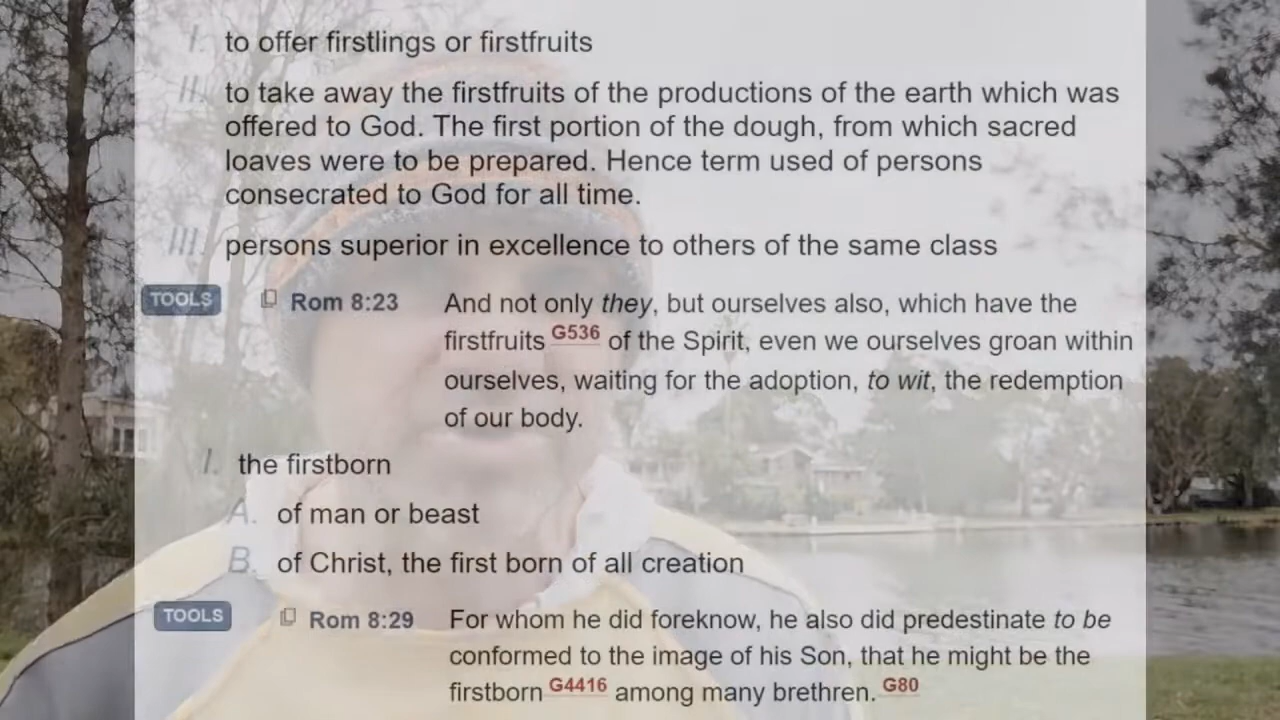 I. to offer firstlings or firstfruits
II. to take away the firstfruits of the productions of the earth which was
offered to God. The first portion of the dough, from which sacred
loaves were to be prepared. Hence term used of persons
consecrated to God for all time.
III. persons superior in excellence to others of the same class
TOOLS Rom 8:23 And not only they, but ourselves also, which have the
firstfruits G536 of the Spirit, even we ourselves groan within
ourselves, waiting for the adoption, to wit, the redemption
of our body.
I. the firstborn
A. of man or beast
B. of Christ, the first born of all creation
TOOLS Rom 8:29 For whom he did foreknow, he also did predestinate to be
conformed to the image of his Son, that he might be the
firstborn G4416 among many brethren. G80